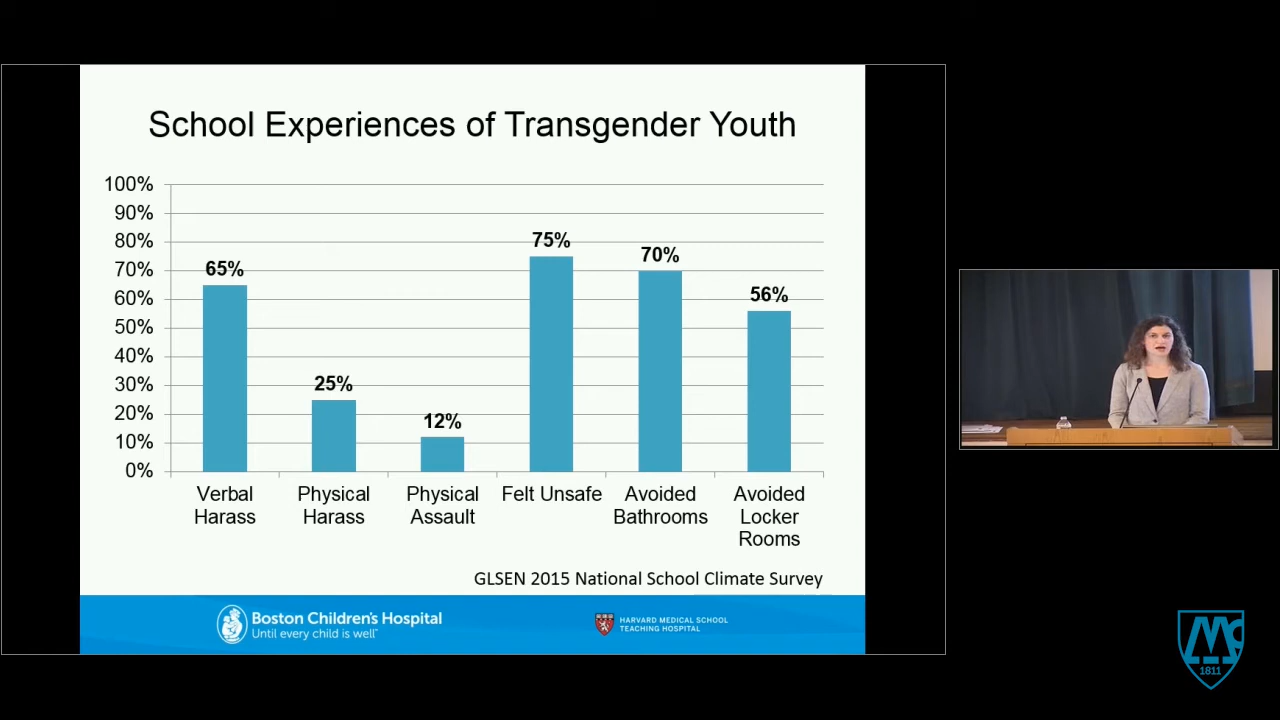 School Experiences of Transgender Youth
100%
90%
80%
70%
60%
50%
40%
30%
20%
10%
0%
65%
25%
12%
75%
70%
56%
Verbal
Harass
Physical
Harass
Physical
Assault
Felt Unsafe
Avoided
Bathrooms
Avoided
Locker
Rooms
GLSEN 2015 National School Climate Survey
Boston Children's Hospital
Until every child is well™
HARVARD MEDICAL SCHOOL
TEACHING HOSPITAL
1811